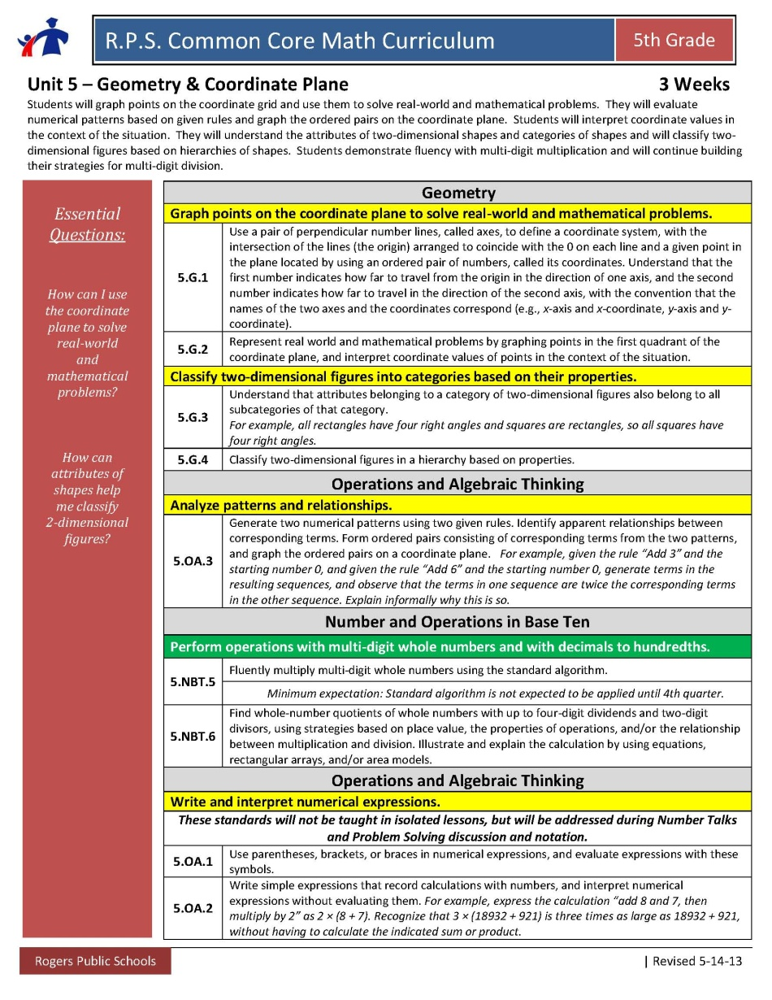 R.P.S. Common Core Math Curriculum
5th Grade
Unit 5 – Geometry & Coordinate Plane 3 Weeks
Students will graph points on the coordinate grid and use them to solve real-world and mathematical problems. They will evaluate
numerical patterns based on given rules and graph the ordered pairs on the coordinate plane. Students will interpret coordinate values in
the context of the situation. They will understand the attributes of two-dimensional shapes and categories of shapes and will classify two-
dimensional figures based on hierarchies of shapes. Students demonstrate fluency with multi-digit multiplication and will continue building
their strategies for multi-digit division.
Essential
Questions:
How can I use
the coordinate
plane to solve
real-world
and
mathematical
problems?
How can
attributes of
shapes help
me classify
2-dimensional
figures?
Geometry
Graph points on the coordinate plane to solve real-world and mathematical problems.
5.G.1
Use a pair of perpendicular number lines, called axes, to define a coordinate system, with the
intersection of the lines (the origin) arranged to coincide with the 0 on each line and a given point in
the plane located by using an ordered pair of numbers, called its coordinates. Understand that the
first number indicates how far to travel from the origin in the direction of one axis, and the second
number indicates how far to travel in the direction of the second axis, with the convention that the
names of the two axes and the coordinates correspond (e.g., x-axis and x-coordinate, y-axis and y-
coordinate).
5.G.2
Represent real world and mathematical problems by graphing points in the first quadrant of the
coordinate plane, and interpret coordinate values of points in the context of the situation.
Classify two-dimensional figures into categories based on their properties.
5.G.3
Understand that attributes belonging to a category of two-dimensional figures also belong to all
subcategories of that category.
For example, all rectangles have four right angles and squares are rectangles, so all squares have
four right angles.
5.G.4
Classify two-dimensional figures in a hierarchy based on properties.
Operations and Algebraic Thinking
Analyze patterns and relationships.
5.OA.3
Generate two numerical patterns using two given rules. Identify apparent relationships between
corresponding terms. Form ordered pairs consisting of corresponding terms from the two patterns,
and graph the ordered pairs on a coordinate plane. For example, given the rule “Add 3” and the
starting number 0, and given the rule “Add 6” and the starting number 0, generate terms in the
resulting sequences, and observe that the terms in one sequence are twice the corresponding terms
in the other sequence. Explain informally why this is so.
Number and Operations in Base Ten
Perform operations with multi-digit whole numbers and with decimals to hundredths.
5.NBT.5
Fluently multiply multi-digit whole numbers using the standard algorithm.
Minimum expectation: Standard algorithm is not expected to be applied until 4th quarter.
5.NBT.6
Find whole-number quotients of whole numbers with up to four-digit dividends and two-digit
divisors, using strategies based on place value, the properties of operations, and/or the relationship
between multiplication and division. Illustrate and explain the calculation by using equations,
rectangular arrays, and/or area models.
Operations and Algebraic Thinking
Write and interpret numerical expressions.
These standards will not be taught in isolated lessons, but will be addressed during Number Talks
and Problem Solving discussion and notation.
5.OA.1
Use parentheses, brackets, or braces in numerical expressions, and evaluate expressions with these
symbols.
5.OA.2
Write simple expressions that record calculations with numbers, and interpret numerical
expressions without evaluating them. For example, express the calculation “add 8 and 7, then
multiply by 2” as 2 × (8 + 7). Recognize that 3 × (18932 + 921) is three times as large as 18932 + 921,
without having to calculate the indicated sum or product.
Rogers Public Schools
| Revised 5-14-13